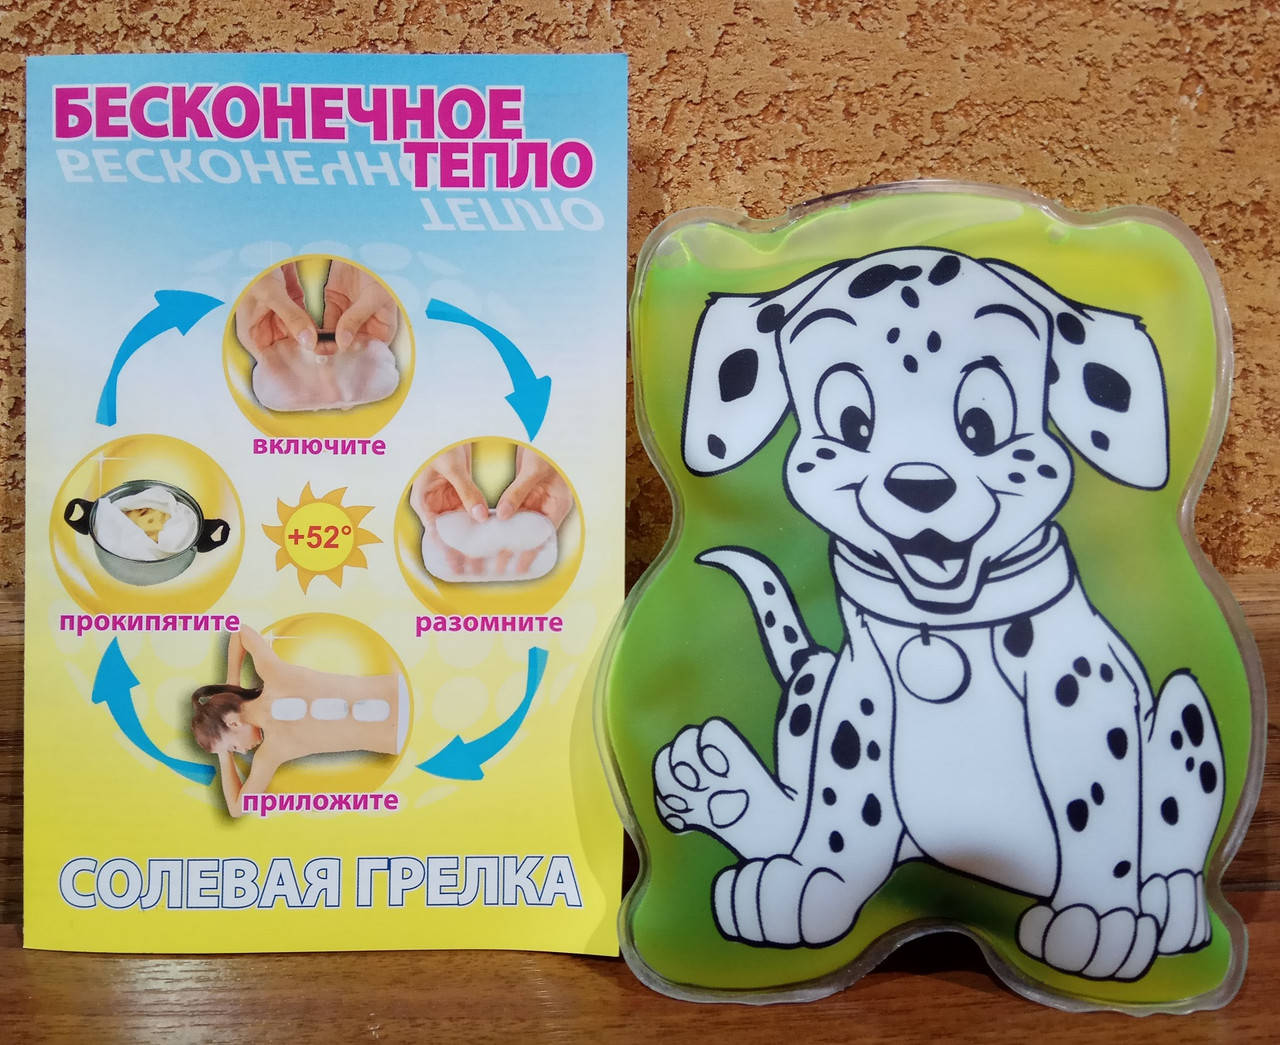 БЕСКОНЕЧНОЕ
ТЕПЛО
включите
+52°
прокипятите
разомните
приложите
СОЛЕВАЯ ГРЕЛКА